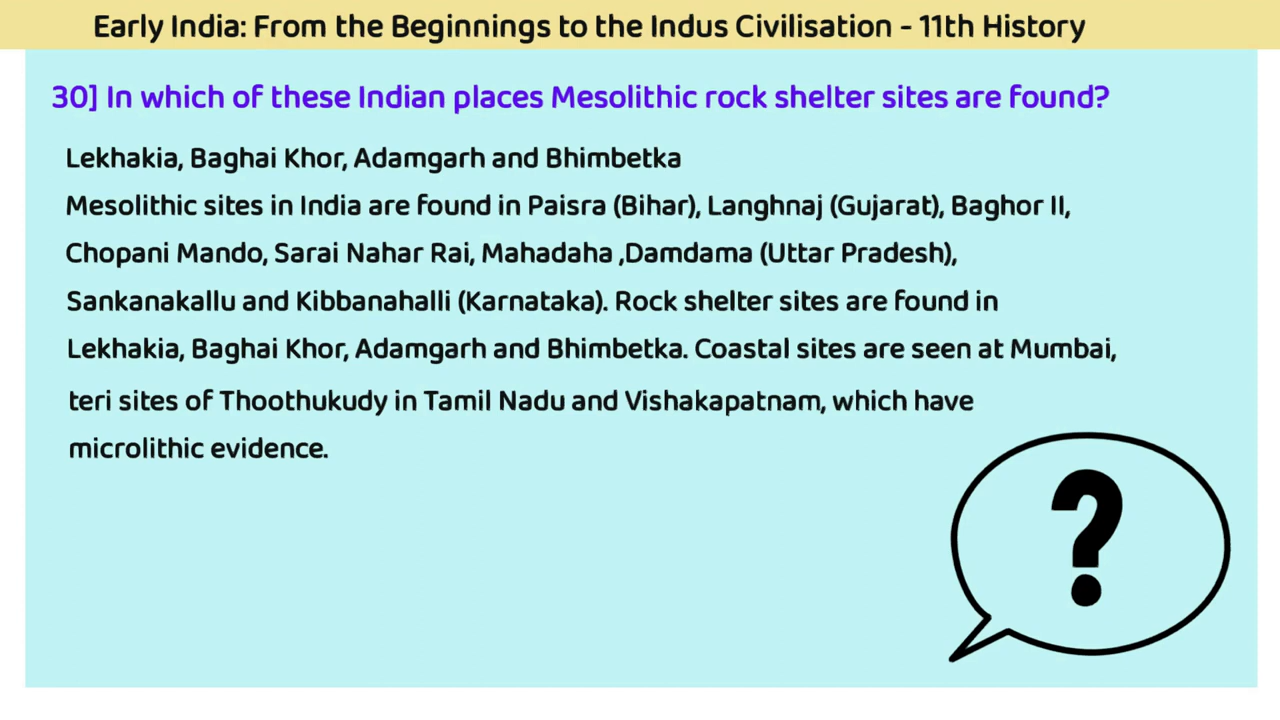 Early India: From the Beginnings to the Indus Civilisation - 11th History
30] In which of these Indian places Mesolithic rock shelter sites are found?
Lekhakia, Baghai Khor, Adamgarh and Bhimbetka
Mesolithic sites in India are found in Paisra (Bihar), Langhnaj (Gujarat), Baghor II,
Chopani Mando, Sarai Nahar Rai, Mahadaha ,Damdama (Uttar Pradesh),
Sankanakallu and Kibbanahalli (Karnataka). Rock shelter sites are found in
Lekhakia, Baghai Khor, Adamgarh and Bhimbetka. Coastal sites are seen at Mumbai,
teri sites of Thoothukudy in Tamil Nadu and Vishakapatnam, which have
microlithic evidence.
?